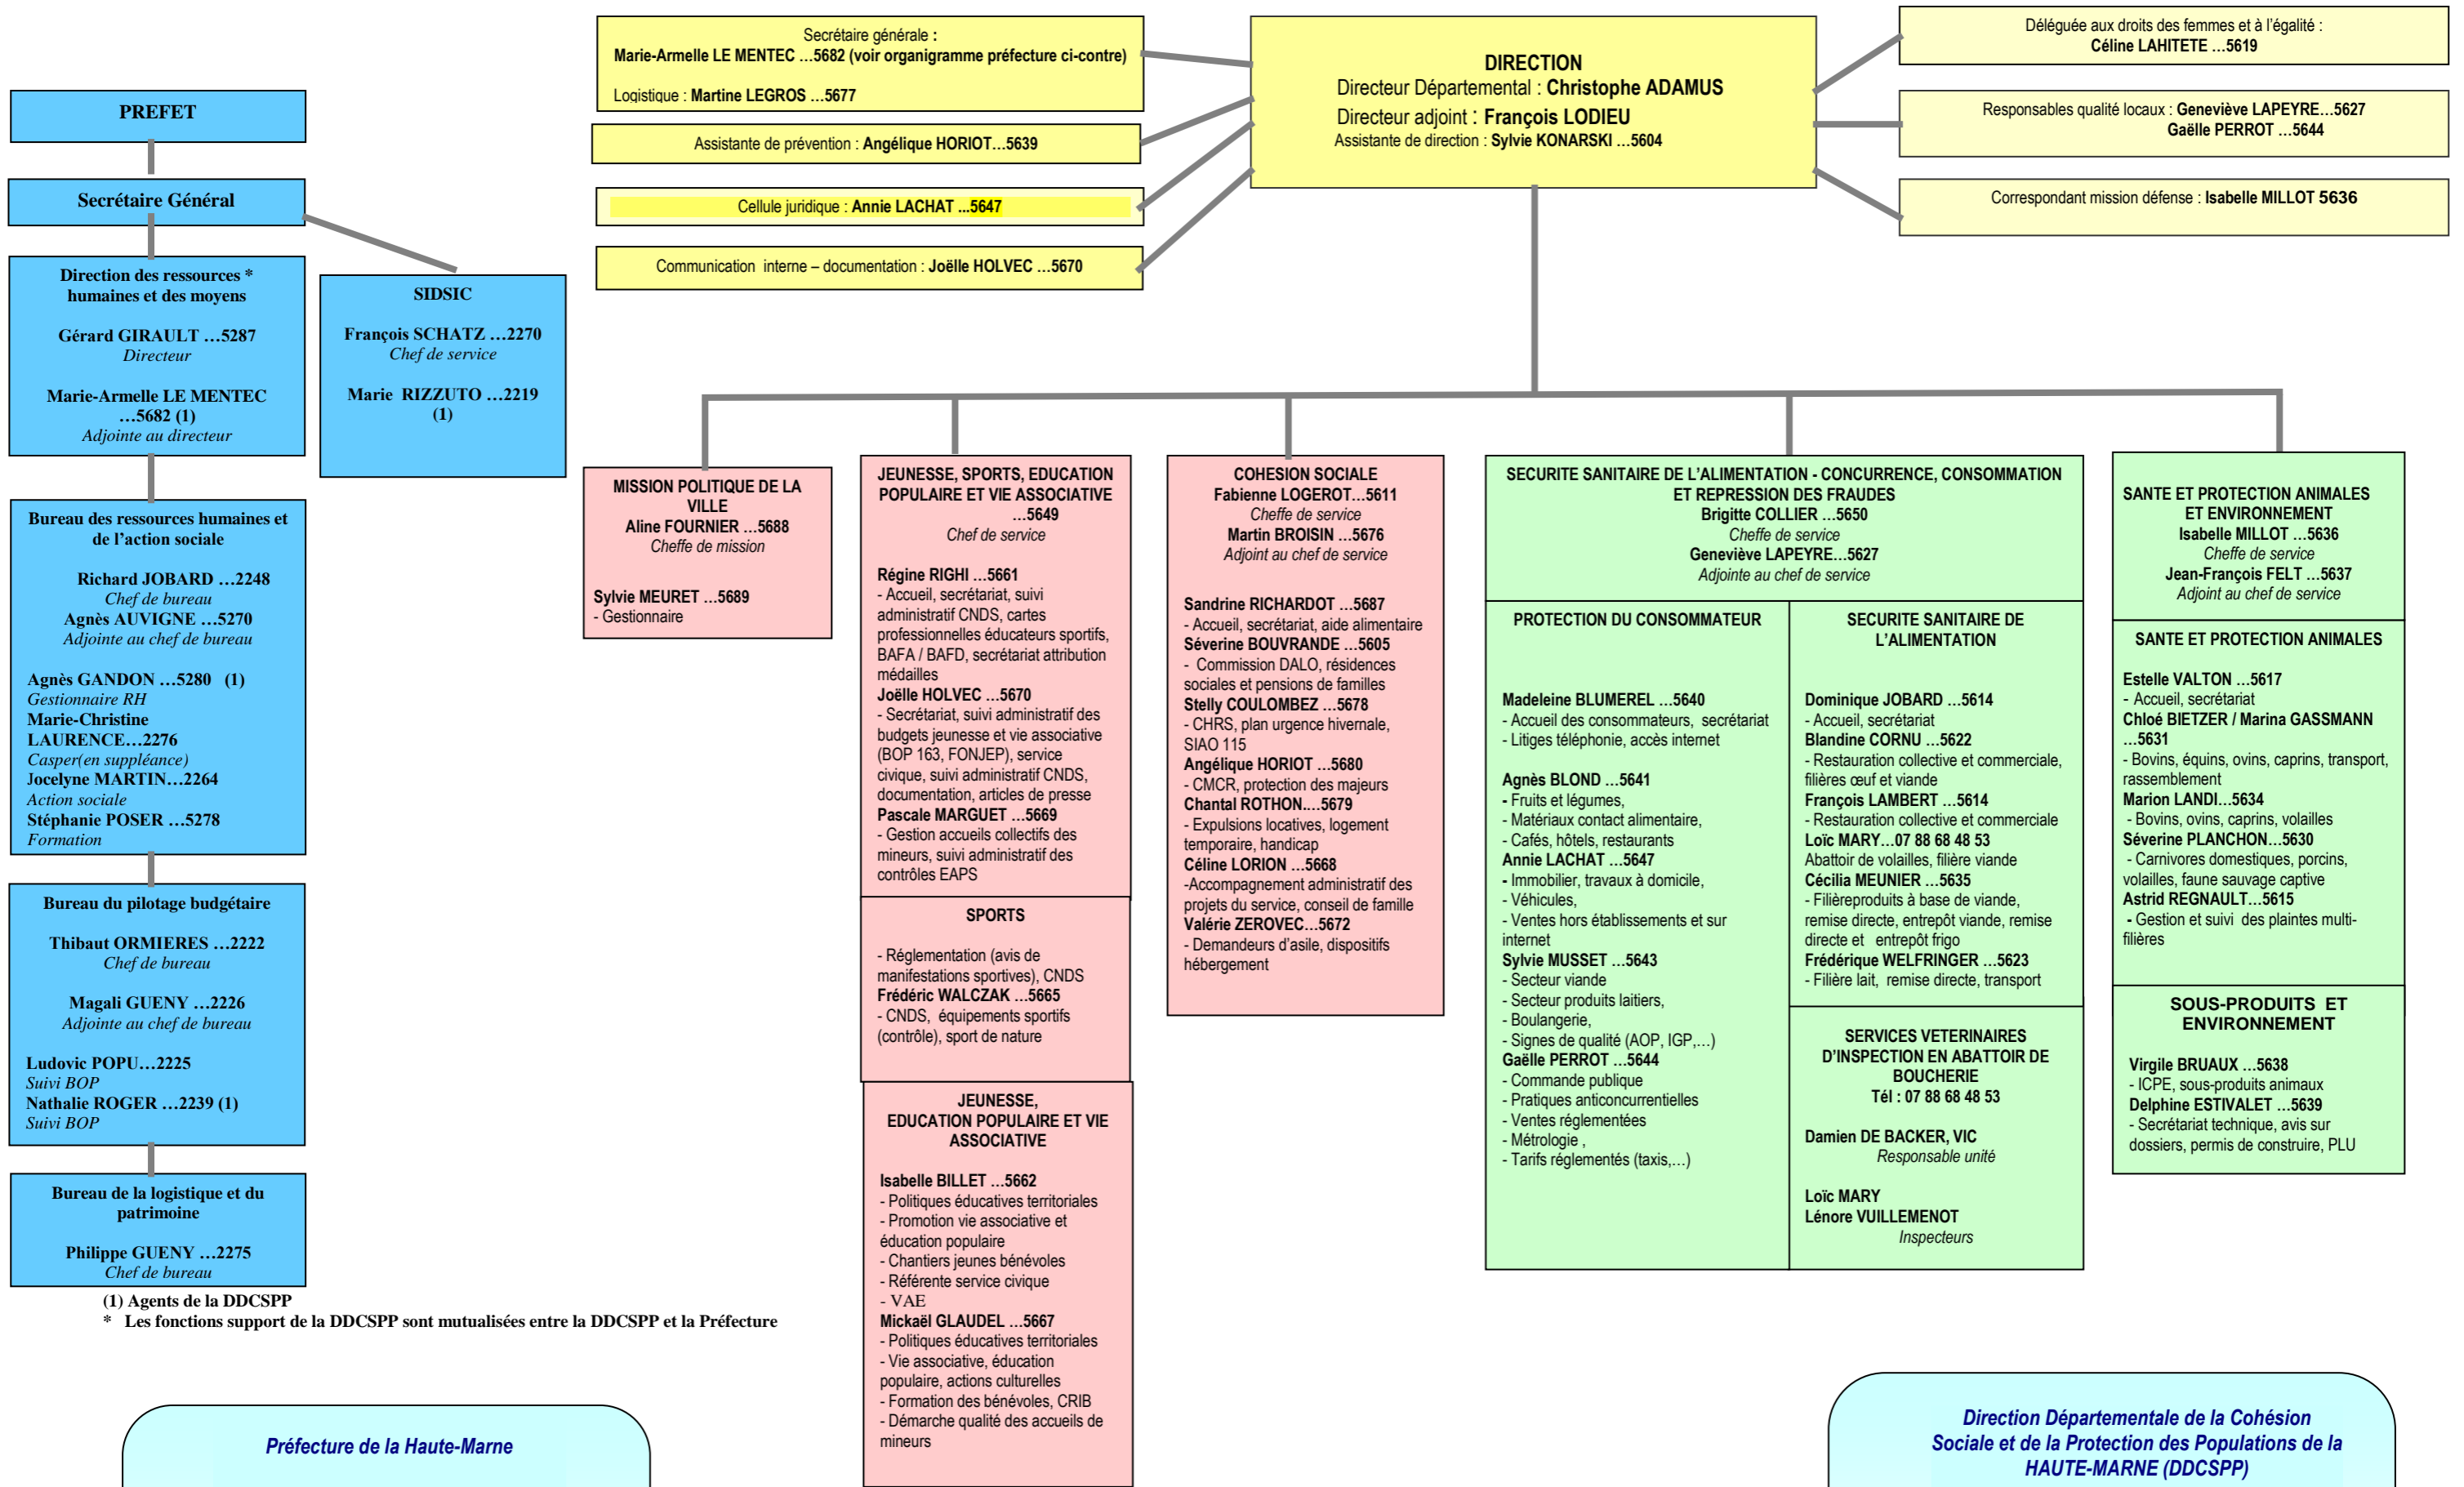 PREFET
Secrétaire Général
Direction des ressources *
humaines et des moyens
Gérard GIRAULT …5287
Directeur
Marie-Armelle LE MENTEC
…5682 (1)
Adjointe au directeur
SIDSIC
François SCHATZ …2270
Chef de service
Marie  RIZZUTO …2219
(1)
Bureau des ressources humaines et
de l’action sociale
Richard JOBARD …2248
Chef de bureau
Agnès AUVIGNE …5270
Adjointe au chef de bureau
Agnès GANDON …5280   (1)
Gestionnaire RH
Marie-Christine
LAURENCE…2276
Casper(en suppléance)
Jocelyne MARTIN…2264
Action sociale
Stéphanie POSER …5278
Formation
Bureau du pilotage budgétaire
Thibaut ORMIERES …2222
Chef de bureau
Magali GUENY …2226
Adjointe au chef de bureau
Ludovic POPU…2225
Suivi BOP
Nathalie ROGER …2239 (1)
Suivi BOP
Bureau de la logistique et du
patrimoine
Philippe GUENY …2275
Chef de bureau
(1) Agents de la DDCSPP
*   Les fonctions support de la DDCSPP sont mutualisées entre la DDCSPP et la Préfecture
Préfecture de la Haute-Marne
Secrétaire générale :
Marie-Armelle LE MENTEC …5682 (voir organigramme préfecture ci-contre)
Logistique : Martine LEGROS …5677
Assistante de prévention : Angélique HORIOT…5639
Cellule juridique : Annie LACHAT ...5647
Communication  interne – documentation : Joëlle HOLVEC …5670
DIRECTION
Directeur Départemental : Christophe ADAMUS
Directeur adjoint : François LODIEU
Assistante de direction : Sylvie KONARSKI …5604
Déléguée aux droits des femmes et à l’égalité :
Céline LAHITETE …5619
Responsables qualité locaux : Geneviève LAPEYRE…5627
Gaëlle PERROT …5644
Correspondant mission défense : Isabelle MILLOT 5636
MISSION POLITIQUE DE LA
VILLE
Aline FOURNIER …5688
Cheffe de mission
Sylvie MEURET …5689
- Gestionnaire
JEUNESSE, SPORTS, EDUCATION
POPULAIRE ET VIE ASSOCIATIVE
…5649
Chef de service
Régine RIGHI …5661
- Accueil, secrétariat, suivi
administratif CNDS, cartes
professionnelles éducateurs sportifs,
BAFA / BAFD, secrétariat attribution
médailles
Joëlle HOLVEC …5670
- Secrétariat, suivi administratif des
budgets jeunesse et vie associative
(BOP 163, FONJEP), service
civique, suivi administratif CNDS,
documentation, articles de presse
Pascale MARGUET …5669
- Gestion accueils collectifs des
mineurs, suivi administratif des
contrôles EAPS
SPORTS
- Réglementation (avis de
manifestations sportives), CNDS
Frédéric WALCZAK …5665
- CNDS,  équipements sportifs
(contrôle), sport de nature
JEUNESSE,
EDUCATION POPULAIRE ET VIE
ASSOCIATIVE
Isabelle BILLET …5662
- Politiques éducatives territoriales
- Promotion vie associative et
éducation populaire
- Chantiers jeunes bénévoles
- Référente service civique
- VAE
Mickaël GLAUDEL …5667
- Politiques éducatives territoriales
- Vie associative, éducation
populaire, actions culturelles
- Formation des bénévoles, CRIB
- Démarche qualité des accueils de
mineurs
COHESION SOCIALE
Fabienne LOGEROT…5611
Cheffe de service
Martin BROISIN …5676
Adjoint au chef de service
Sandrine RICHARDOT …5687
- Accueil, secrétariat, aide alimentaire
Séverine BOUVRANDE …5605
-  Commission DALO, résidences
sociales et pensions de familles
Stelly COULOMBEZ …5678
- CHRS, plan urgence hivernale,
SIAO 115
Angélique HORIOT …5680
- CMCR, protection des majeurs
Chantal ROTHON.…5679
- Expulsions locatives, logement
temporaire, handicap
Céline LORION …5668
-Accompagnement administratif des
projets du service, conseil de famille
Valérie ZEROVEC…5672
- Demandeurs d’asile, dispositifs
hébergement
SECURITE SANITAIRE DE L’ALIMENTATION - CONCURRENCE, CONSOMMATION
ET REPRESSION DES FRAUDES
Brigitte COLLIER …5650
Cheffe de service
Geneviève LAPEYRE…5627
Adjointe au chef de service
PROTECTION DU CONSOMMATEUR
Madeleine BLUMEREL …5640
- Accueil des consommateurs,  secrétariat
- Litiges téléphonie, accès internet
Agnès BLOND …5641
- Fruits et légumes,
- Matériaux contact alimentaire,
- Cafés, hôtels, restaurants
Annie LACHAT …5647
- Immobilier, travaux à domicile,
- Véhicules,
- Ventes hors établissements et sur
internet
Sylvie MUSSET …5643
- Secteur viande
- Secteur produits laitiers,
- Boulangerie,
- Signes de qualité (AOP, IGP,…)
Gaëlle PERROT …5644
- Commande publique
- Pratiques anticoncurrentielles
- Ventes réglementées
- Métrologie ,
- Tarifs réglementés (taxis,…)
SECURITE SANITAIRE DE
L’ALIMENTATION
Dominique JOBARD …5614
- Accueil, secrétariat
Blandine CORNU …5622
- Restauration collective et commerciale,
filières œuf et viande
François LAMBERT …5614
- Restauration collective et commerciale
Loïc MARY…07 88 68 48 53
Abattoir de volailles, filière viande
Cécilia MEUNIER …5635
- Filièreproduits à base de viande,
remise directe, entrepôt viande, remise
directe et   entrepôt frigo
Frédérique WELFRINGER …5623
- Filière lait,  remise directe, transport
SERVICES VETERINAIRES
D’INSPECTION EN ABATTOIR DE
BOUCHERIE
Tél : 07 88 68 48 53
Damien DE BACKER, VIC
Responsable unité
Loïc MARY
Lénore VUILLEMENOT
Inspecteurs
SANTE ET PROTECTION ANIMALES
ET ENVIRONNEMENT
Isabelle MILLOT …5636
Cheffe de service
Jean-François FELT …5637
Adjoint au chef de service
SANTE ET PROTECTION ANIMALES
Estelle VALTON …5617
- Accueil, secrétariat
Chloé BIETZER / Marina GASSMANN
…5631
- Bovins, équins, ovins, caprins, transport,
rassemblement
Marion LANDI…5634
- Bovins, ovins, caprins, volailles
Séverine PLANCHON…5630
- Carnivores domestiques, porcins,
volailles, faune sauvage captive
Astrid REGNAULT…5615
- Gestion et suivi  des plaintes multi-
filières
SOUS-PRODUITS  ET
ENVIRONNEMENT
Virgile BRUAUX …5638
- ICPE, sous-produits animaux
Delphine ESTIVALET …5639
- Secrétariat technique, avis sur
dossiers, permis de construire, PLU
Direction Départementale de la Cohésion
Sociale et de la Protection des Populations de la
HAUTE-MARNE (DDCSPP)